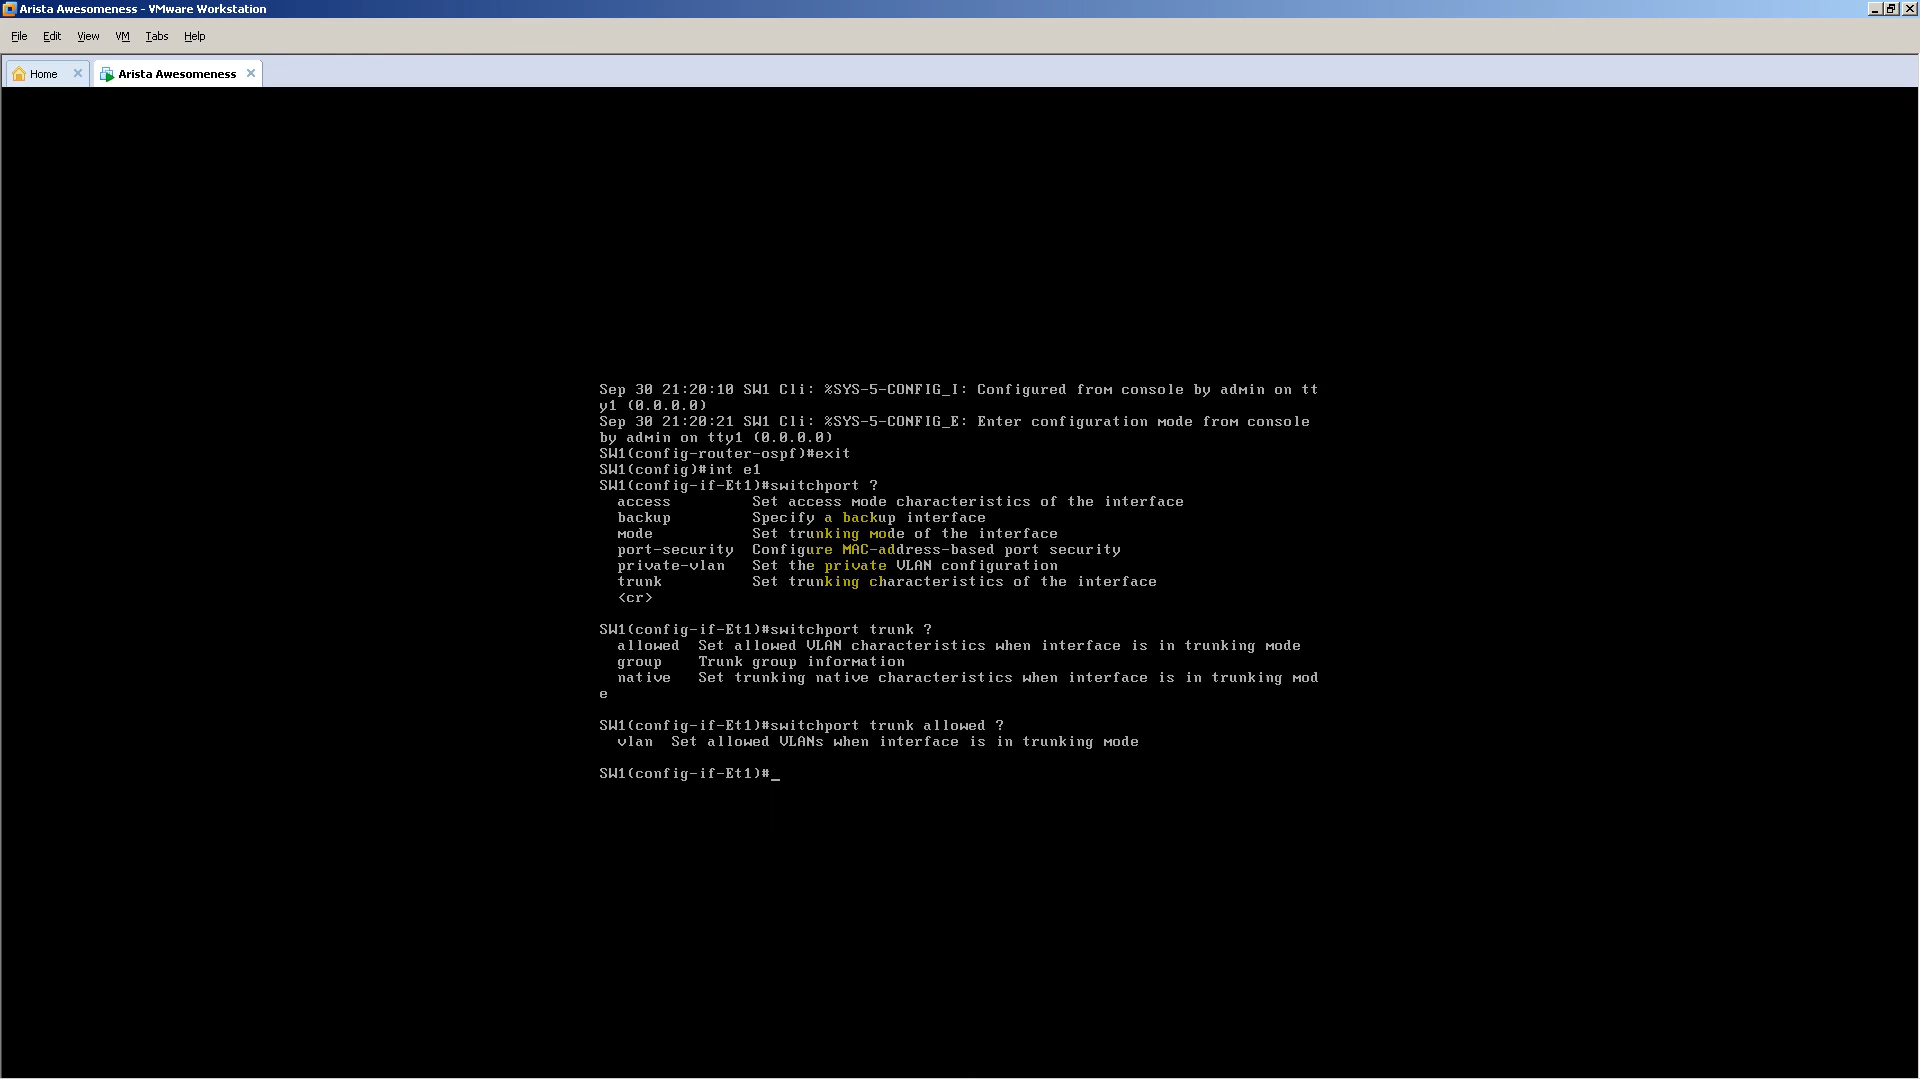 Arista Awesomeness - VMware Workstation
File Edit View VM Tabs Help
Home Arista Awesomeness
Sep 30 21:20:10 SW1 Cli: %SYS-5-CONFIG_I: Configured from console by admin on tt
y1 (0.0.0.0)
Sep 30 21:20:21 SW1 Cli: %SYS-5-CONFIG_E: Enter configuration mode from console
by admin on tty1 (0.0.0.0)
SW1(config-router-ospf)#exit
SW1(config)#int e1
SW1(config-if-Et1)#switchport ?
  access         Set access mode characteristics of the interface
  backup         Specify a backup interface
  mode           Set trunking mode of the interface
  port-security  Configure MAC-address-based port security
  private-vlan   Set the private VLAN configuration
  trunk          Set trunking characteristics of the interface
  <cr>
SW1(config-if-Et1)#switchport trunk ?
  allowed  Set allowed VLAN characteristics when interface is in trunking mode
  group    Trunk group information
  native   Set trunking native characteristics when interface is in trunking mod
e
SW1(config-if-Et1)#switchport trunk allowed ?
  vlan  Set allowed VLANs when interface is in trunking mode
SW1(config-if-Et1)#_